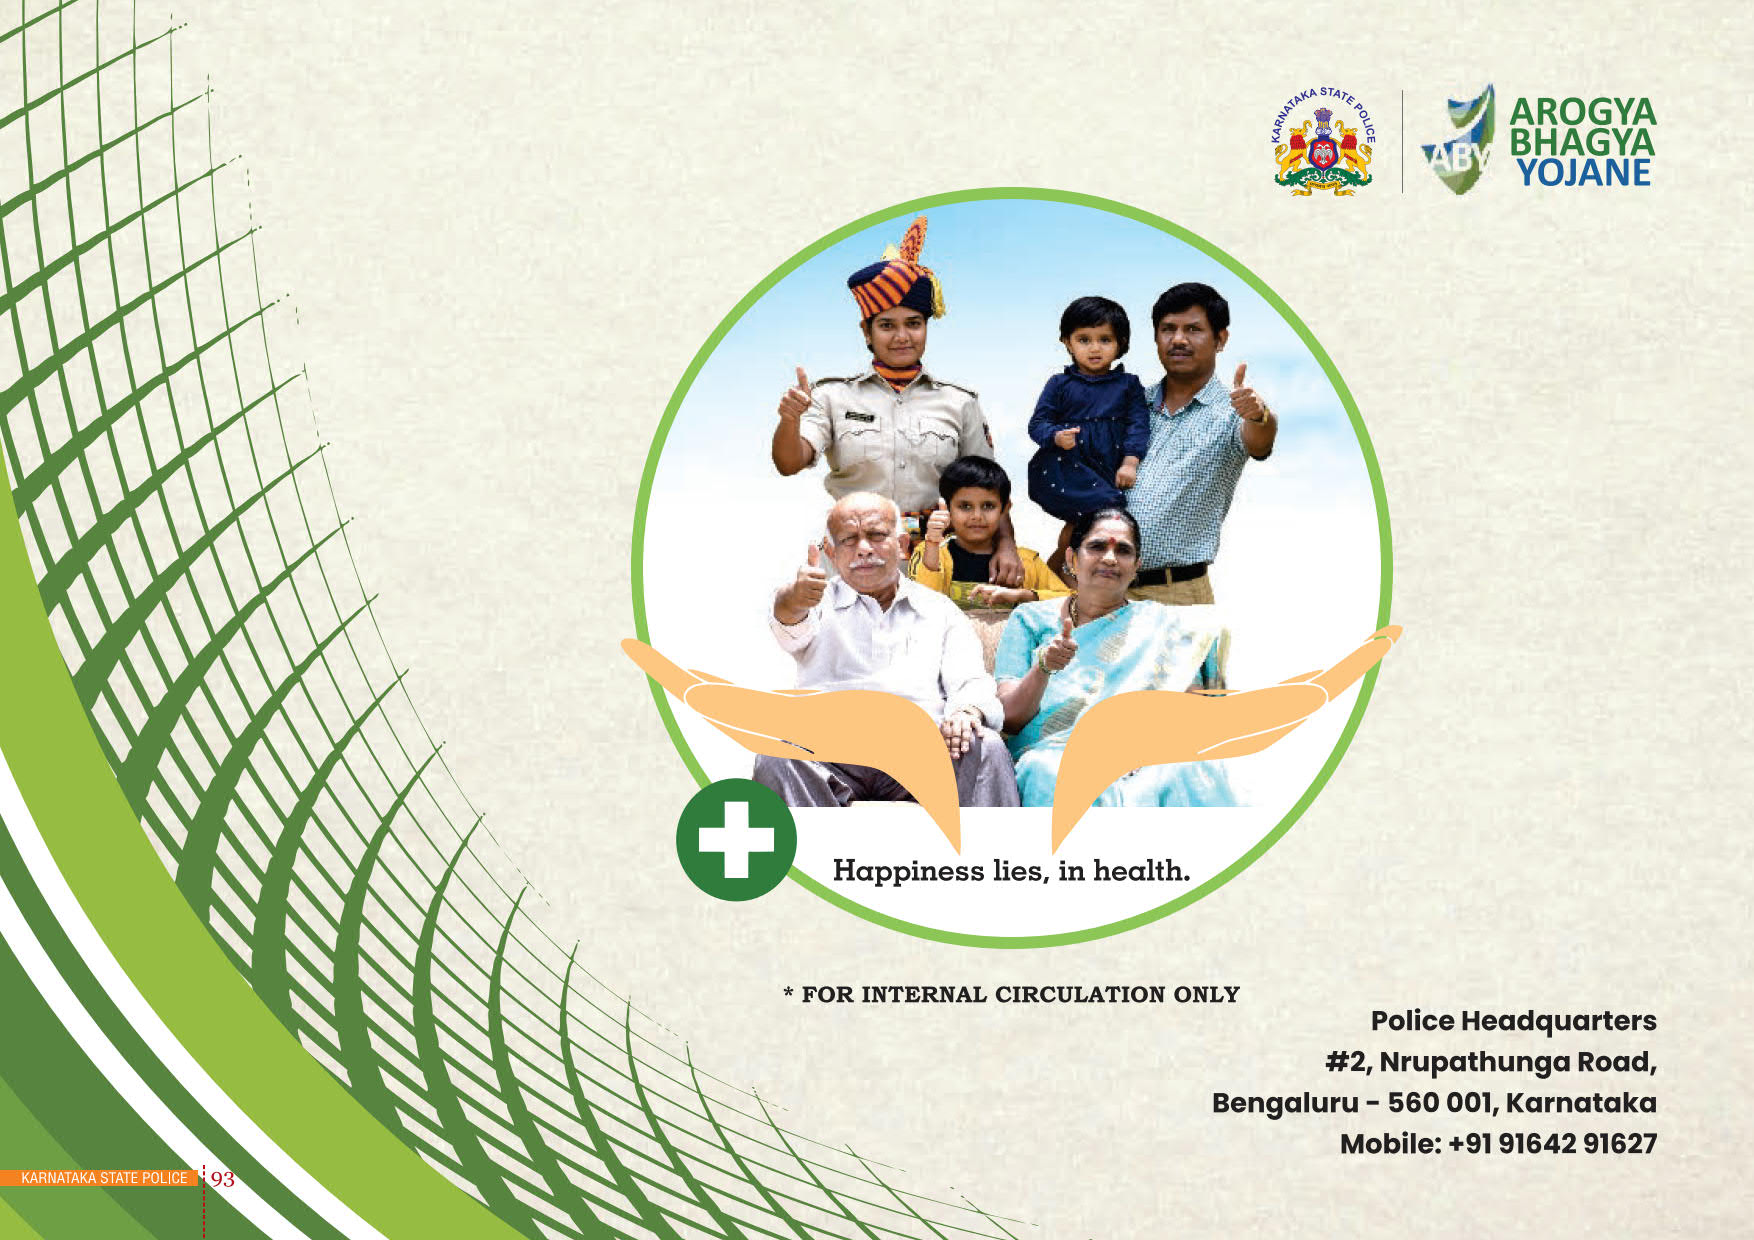 KARNATAKA STATE POLICE
ABY
AROGYA
BHAGYA
YOJANE
Happiness lies, in health.
* FOR INTERNAL CIRCULATION ONLY
Police Headquarters
#2, Nrupathunga Road,
Bengaluru - 560 001, Karnataka
Mobile: +91 91642 91627
KARNATAKA STATE POLICE
93